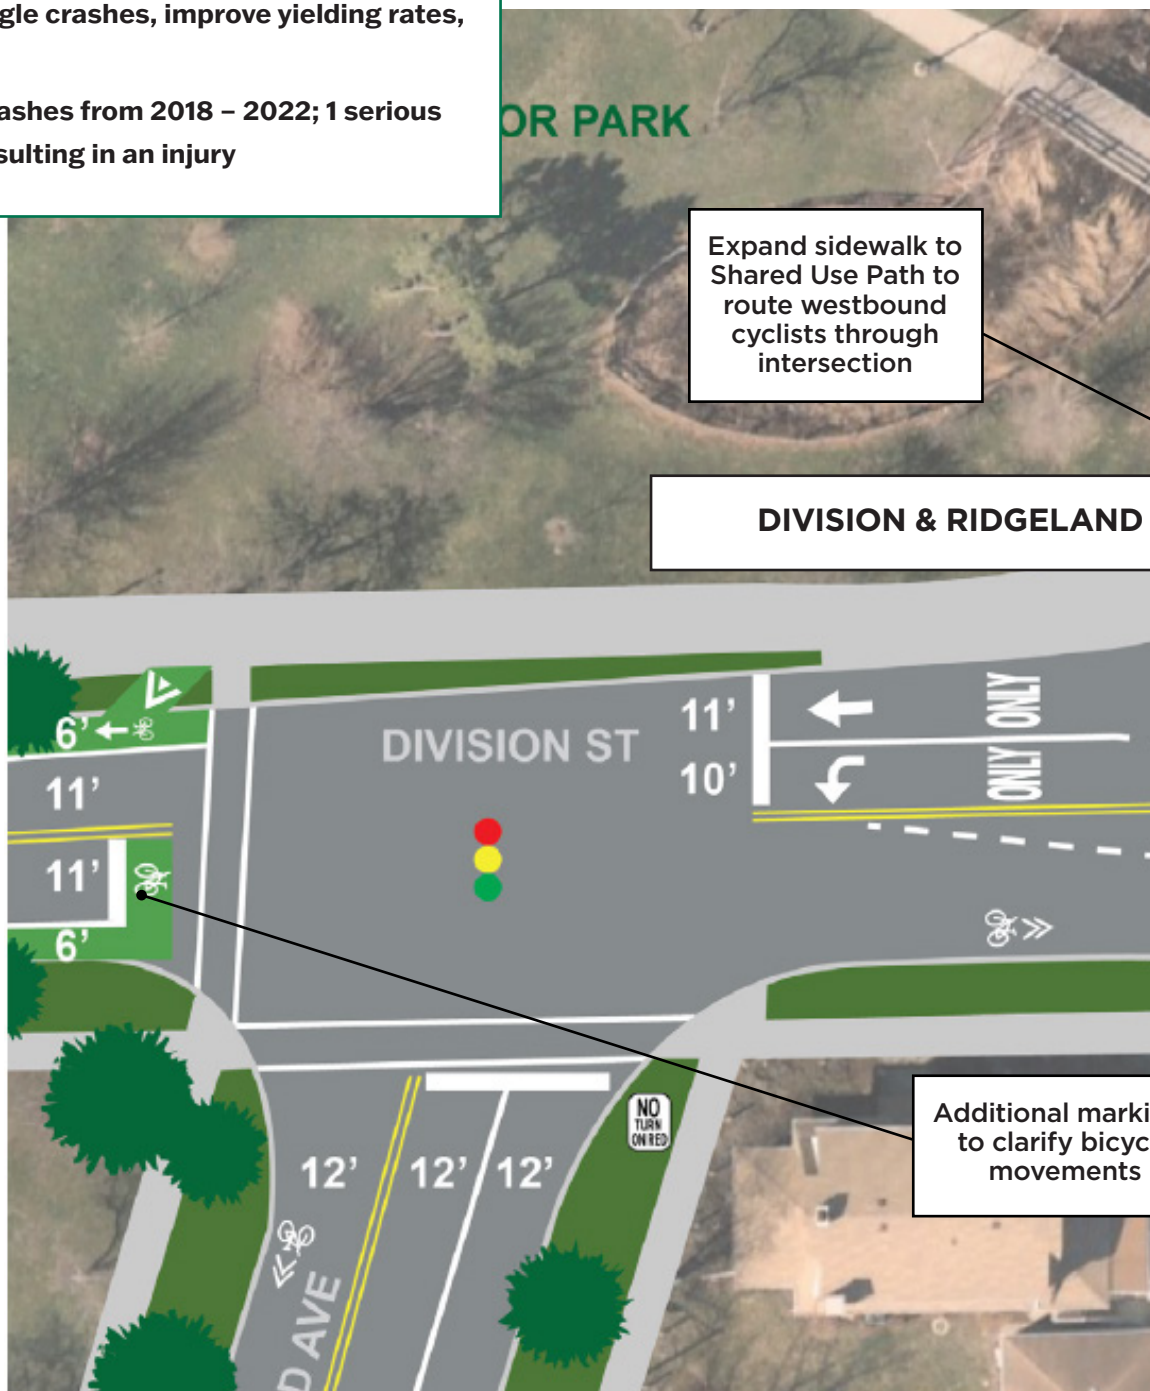 gle crashes, improve yielding rates,
ashes from 2018 – 2022; 1 serious
sulting in an injury
OR PARK
Expand sidewalk to
Shared Use Path to
route westbound
cyclists through
intersection
DIVISION & RIDGELAND
6'
11'
11'
6'
DIVISION ST
11'
10'
ONLY
ONLY
NO
TURN
ON RED
Additional marki
to clarify bicyc
movements
12'
12'
12'
D AVE